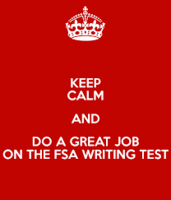 KEEP
CALM
AND
DO A GREAT JOB
ON THE FSA WRITING TEST